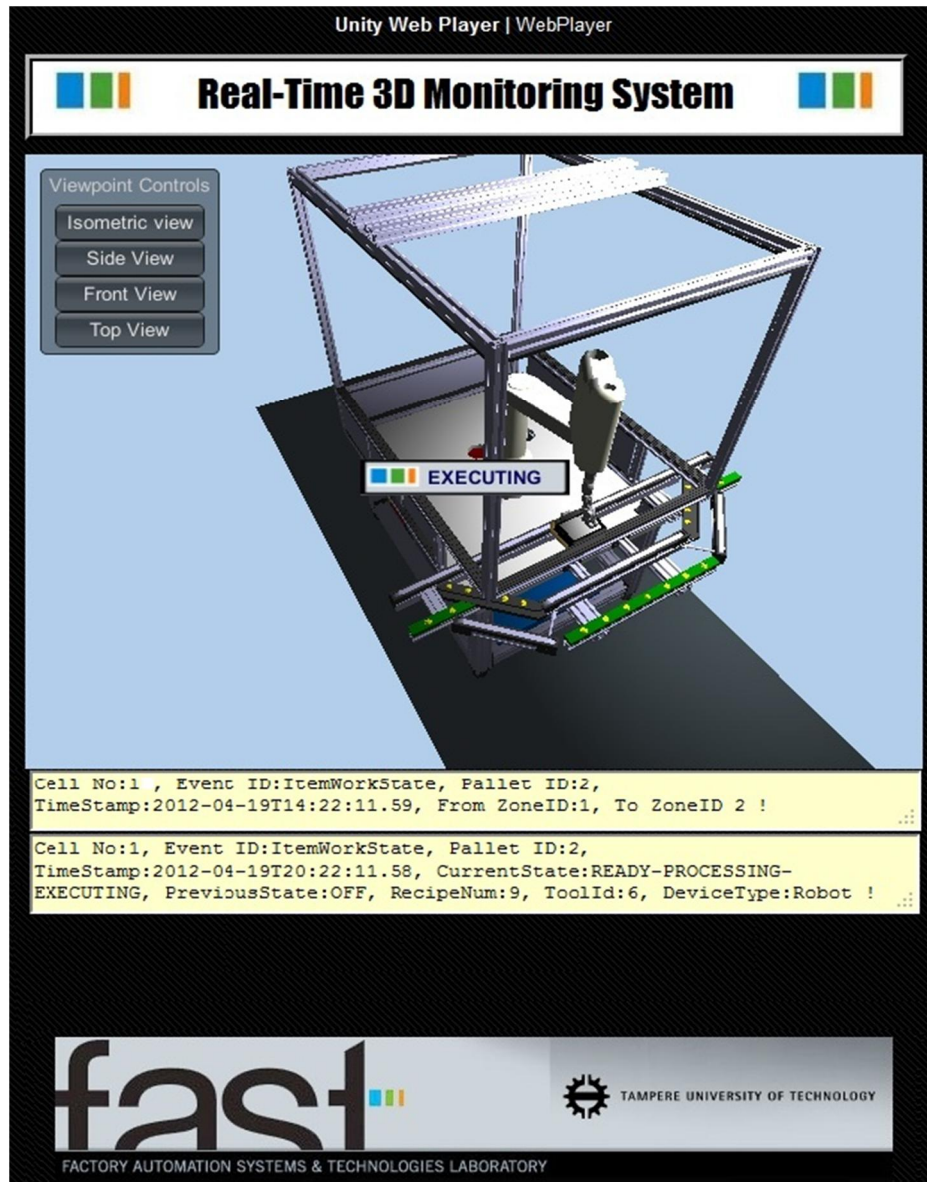 Unity Web Player | WebPlayer
Real-Time 3D Monitoring System
Viewpoint Controls
Isometric view
Side View
Front View
Top View
EXECUTING
Cell No:1 , Event ID:ItemWorkState, Pallet ID:2,
TimeStamp:2012-04-19T14:22:11.59, From ZoneID:1, To ZoneID 2 !
Cell No:1, Event ID:ItemWorkState, Pallet ID:2,
TimeStamp:2012-04-19T20:22:11.58, CurrentState:READY-PROCESSING-
EXECUTING, PreviousState:OFF, RecipeNum:9, ToolId:6, DeviceType:Robot !
fast
TAMPERE UNIVERSITY OF TECHNOLOGY
FACTORY AUTOMATION SYSTEMS & TECHNOLOGIES LABORATORY